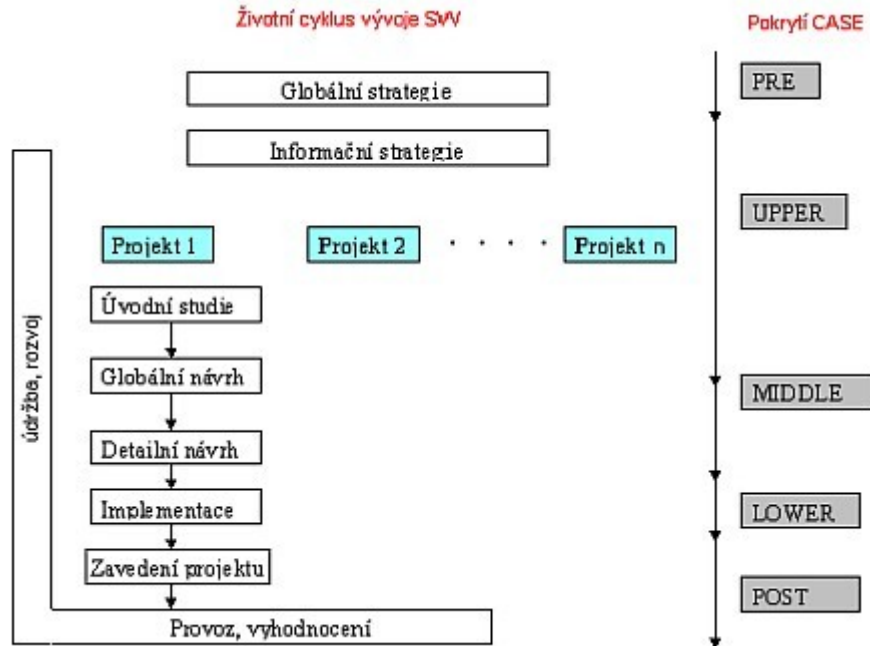 Životní cyklus vývoje SW
Pokrytí CASE
Globální strategie
PRE
Informační strategie
UPPER
Projekt 1
Projekt 2
. . . .
Projekt n
Úvodní studie
Globální návrh
MIDDLE
Detailní návrh
Implementace
LOWER
Zavedení projektu
POST
Provoz, vyhodnocení
údržba, rozvoj